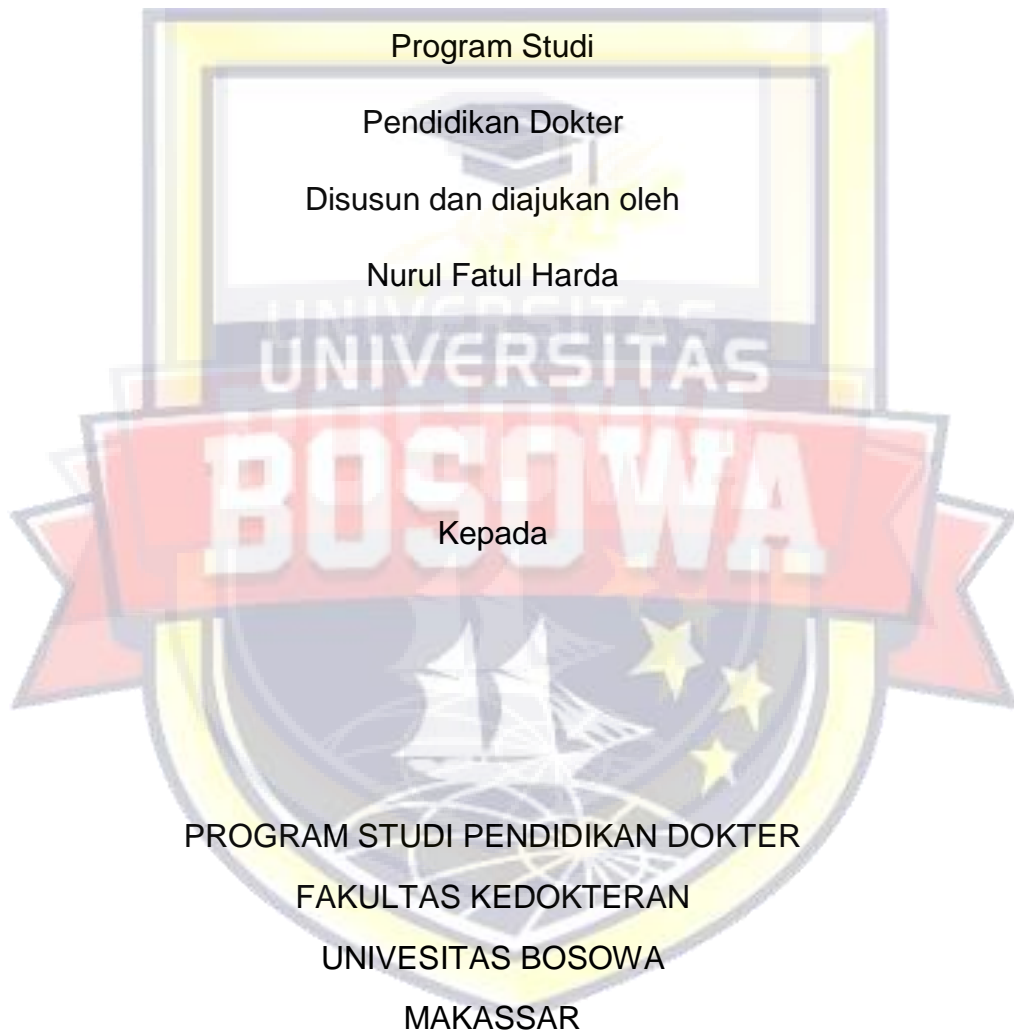 Program Studi
Pendidikan Dokter
Disusun dan diajukan oleh
Nurul Fatul Harda
UNIVERSITAS
BOSOWA
Kepada
PROGRAM STUDI PENDIDIKAN DOKTER
FAKULTAS KEDOKTERAN
UNIVESITAS BOSOWA
MAKASSAR